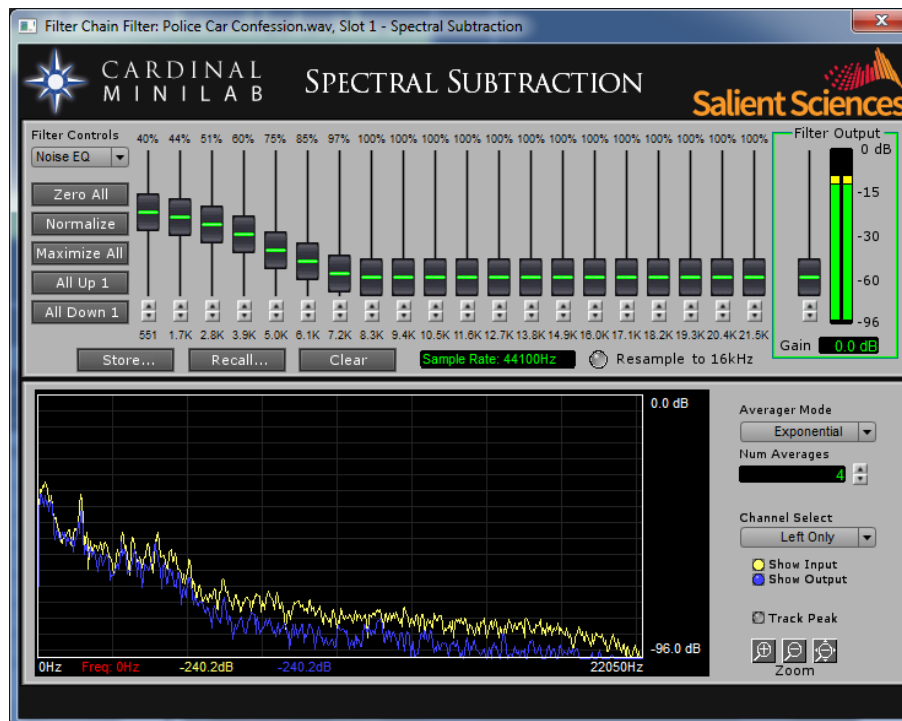 Filter Chain Filter: Police Car Confession.wav, Slot 1 - Spectral Subtraction
CARDINAL
MINILAB
SPECTRAL SUBTRACTION
Salient Sciences
Filter Controls
Noise EQ
Zero All
Normalize
Maximize All
All Up 1
All Down 1
40% 44% 51% 60% 75% 85% 97% 100% 100% 100% 100% 100% 100% 100% 100% 100% 100% 100% 100% 100%
551 1.7K 2.8K 3.9K 5.0K 6.1K 7.2K 8.3K 9.4K 10.5K 11.6K 12.7K 13.8K 14.9K 16.0K 17.1K 18.2K 19.3K 20.4K 21.5K
Filter Output
0 dB
-15
-30
-60
-96
Gain 0.0 dB
Store... Recall... Clear Sample Rate: 44100Hz Resample to 16kHz
0.0 dB
-96.0 dB
0Hz Freq: 0Hz -240.2dB -240.2dB 22050Hz
Averager Mode
Exponential
Num Averages
4
Channel Select
Left Only
Show Input
Show Output
Track Peak
Zoom